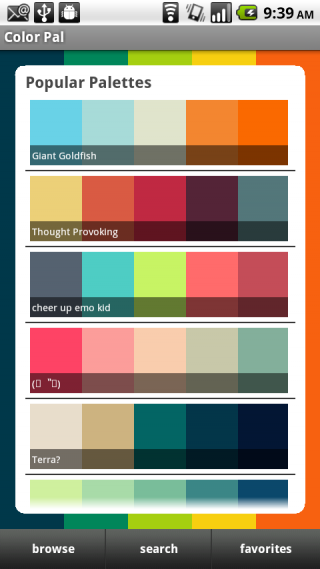 9:39 AM
Color Pal
Popular Palettes
Giant Goldfish
Thought Provoking
cheer up emo kid
(▯ ˚▯)
Terra?
browse search favorites